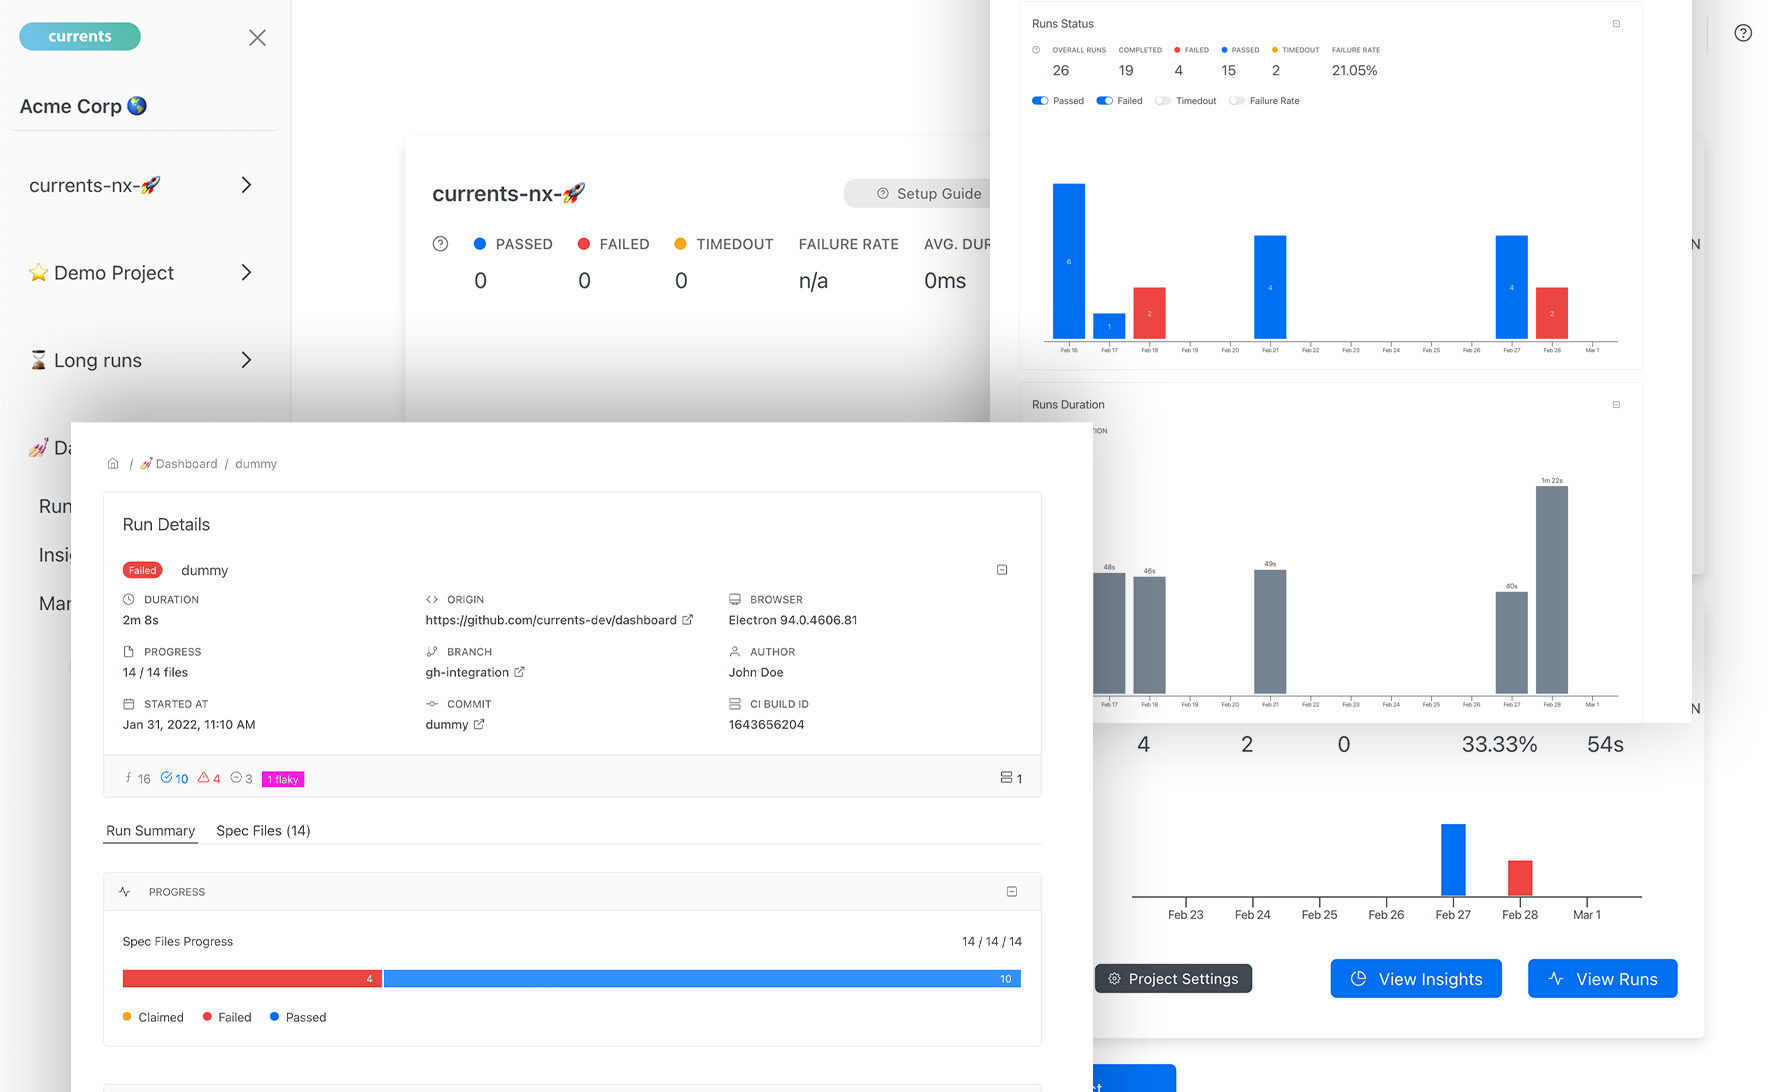 currents
Acme Corp
currents-nx-
Demo Project
Long runs
Da
Run
Insig
Man
currents-nx-
Setup Guide
PASSED FAILED TIMEDOUT FAILURE RATE AVG. DUR
0 0 0 n/a 0ms
Runs Status
OVERALL RUNS COMPLETED FAILED PASSED TIMEDOUT FAILURE RATE
26 19 4 15 2 21.05%
Passed Failed Timedout Failure Rate
6 1 2 4 4 2
Feb 16 Feb 17 Feb 18 Feb 19 Feb 20 Feb 21 Feb 22 Feb 23 Feb 24 Feb 25 Feb 26 Feb 27 Feb 28 Mar 1
Runs Duration
ION
48s 46s 49s 40s 1m 22s
Feb 17 Feb 18 Feb 19 Feb 20 Feb 21 Feb 22 Feb 23 Feb 24 Feb 25 Feb 26 Feb 27 Feb 28 Mar 1
N
N
/ Dashboard / dummy
Run Details
Failed dummy
DURATION
2m 8s
ORIGIN
https://github.com/currents-dev/dashboard
BROWSER
Electron 94.0.4606.81
PROGRESS
14 / 14 files
BRANCH
gh-integration
AUTHOR
John Doe
STARTED AT
Jan 31, 2022, 11:10 AM
COMMIT
dummy
CI BUILD ID
1643656204
16 10 4 3 1 flaky 1
Run Summary Spec Files (14)
PROGRESS
Spec Files Progress 14 / 14 / 14
4 10
Claimed Failed Passed
4 2 0 33.33% 54s
Feb 23 Feb 24 Feb 25 Feb 26 Feb 27 Feb 28 Mar 1
Project Settings View Insights View Runs
ct